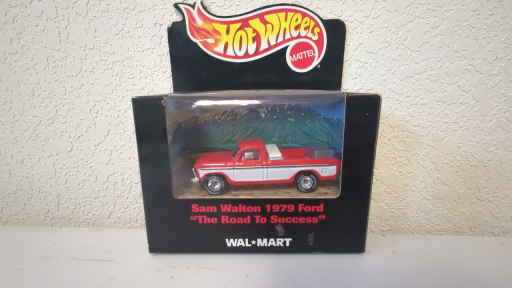 Hot Wheels
MATTEL
Sam Walton 1979 Ford
"The Road To Success"
WAL★MART